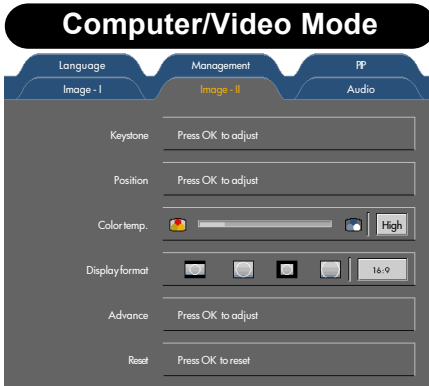 Computer/Video Mode
Language Management PIP
Image - I Image - II Audio
Keystone Press OK to adjust
Position Press OK to adjust
Color temp. High
Display format 16:9
Advance Press OK to adjust
Reset Press OK to reset